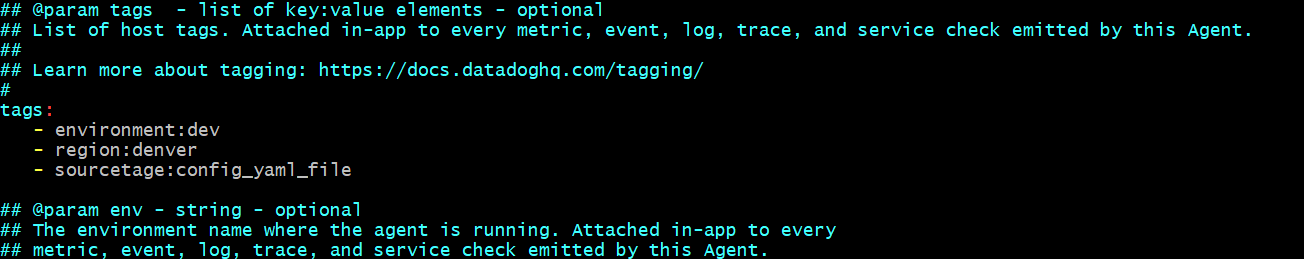 ## @param tags  - list of key:value elements - optional
## List of host tags. Attached in-app to every metric, event, log, trace, and service check emitted by this Agent.
##
## Learn more about tagging: https://docs.datadoghq.com/tagging/
#
tags:
   - environment:dev
   - region:denver
   - sourcetage:config_yaml_file

## @param env - string - optional
## The environment name where the agent is running. Attached in-app to every
## metric, event, log, trace, and service check emitted by this Agent.